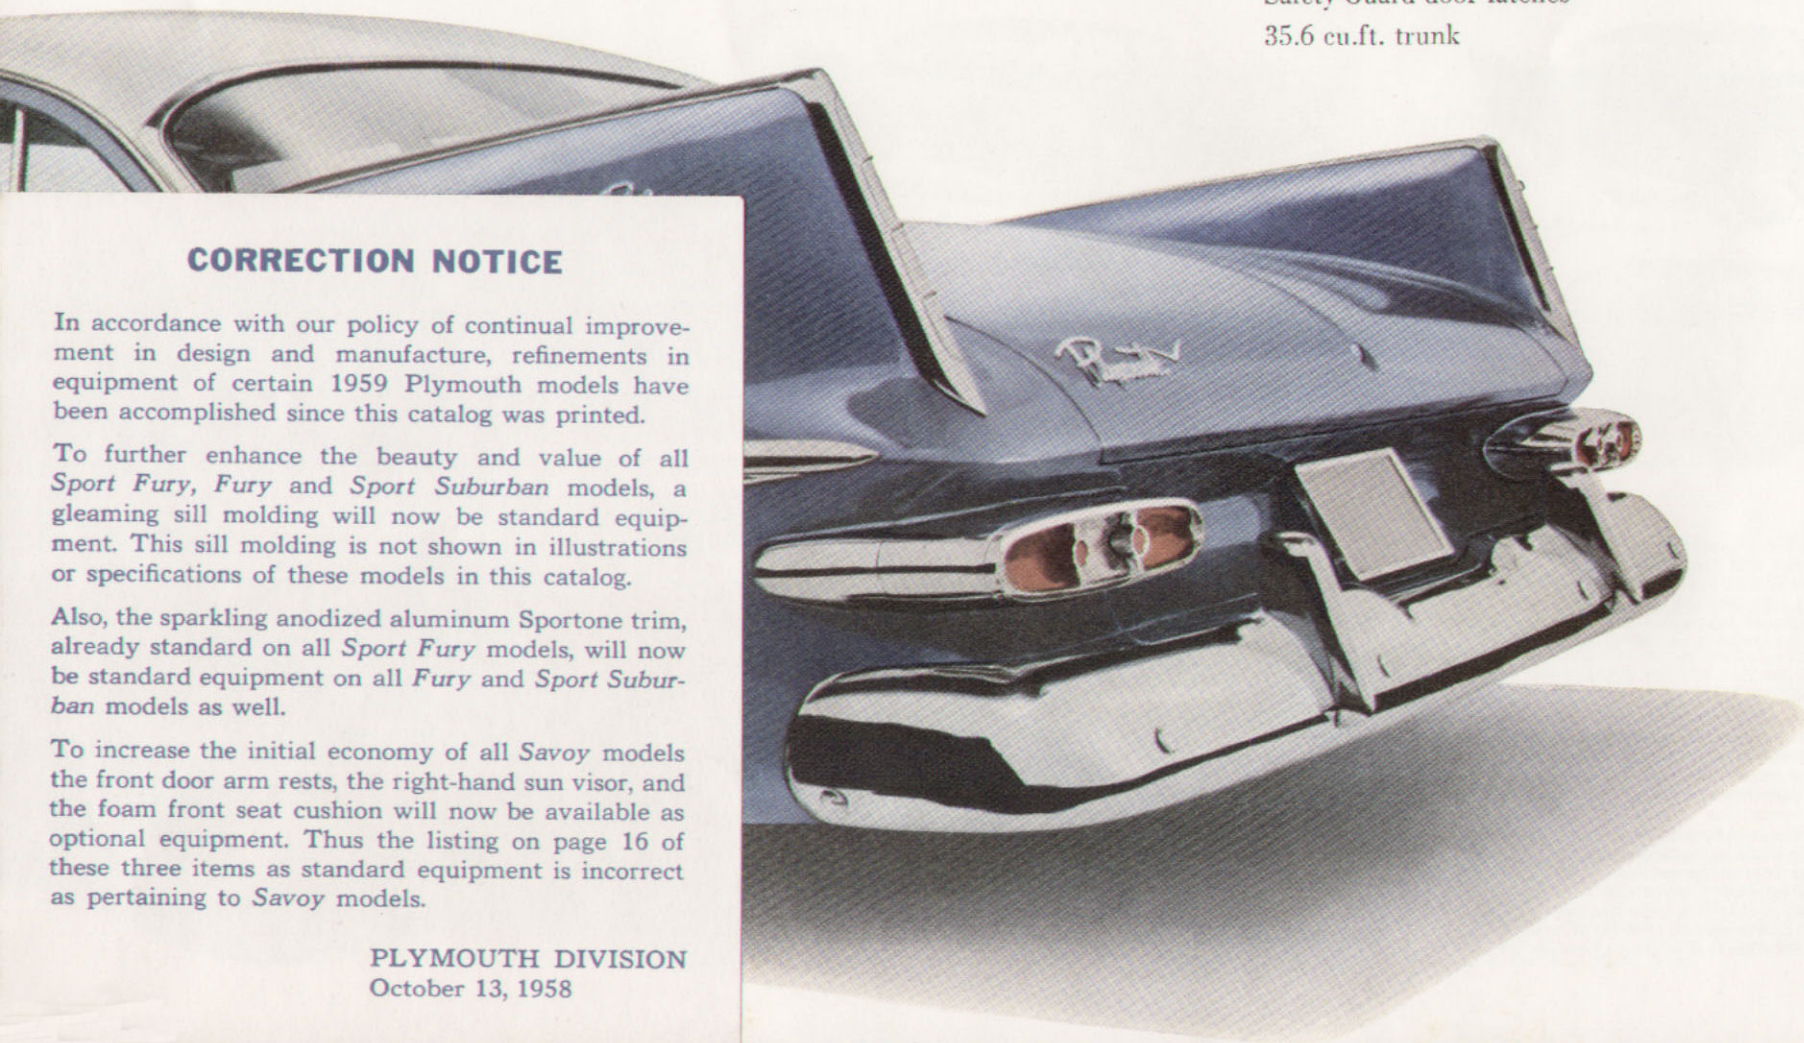 Safety Guard door latches
35.6 cu.ft. trunk
CORRECTION NOTICE
In accordance with our policy of continual improve-
ment in design and manufacture, refinements in
equipment of certain 1959 Plymouth models have
been accomplished since this catalog was printed.
To further enhance the beauty and value of all
Sport Fury, Fury and Sport Suburban models, a
gleaming sill molding will now be standard equip-
ment. This sill molding is not shown in illustrations
or specifications of these models in this catalog.
Also, the sparkling anodized aluminum Sportone trim,
already standard on all Sport Fury models, will now
be standard equipment on all Fury and Sport Subur-
ban models as well.
To increase the initial economy of all Savoy models
the front door arm rests, the right-hand sun visor, and
the foam front seat cushion will now be available as
optional equipment. Thus the listing on page 16 of
these three items as standard equipment is incorrect
as pertaining to Savoy models.
PLYMOUTH DIVISION
October 13, 1958